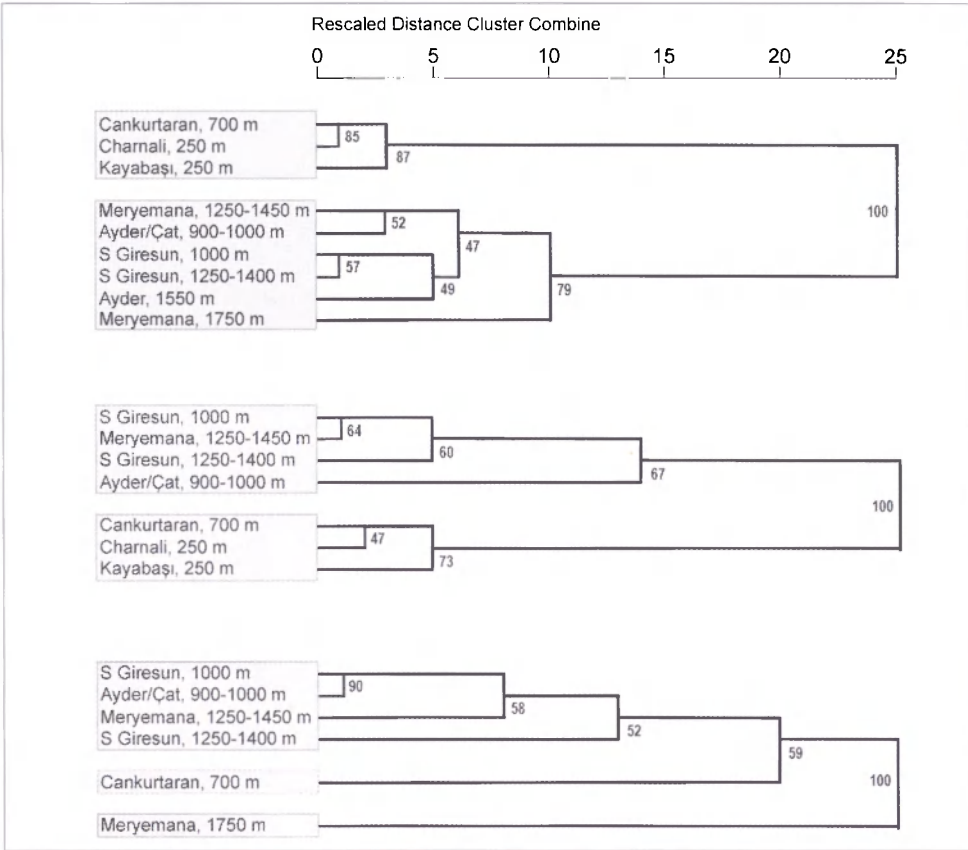 Rescaled Distance Cluster Combine
0 5 10 15 20 25
Cankurtaran, 700 m
Charnali, 250 m
85
Kayabaşı, 250 m
87
100
Meryemana, 1250-1450 m
Ayder/Çat, 900-1000 m
52
47
S Giresun, 1000 m
S Giresun, 1250-1400 m
57
49
79
Ayder, 1550 m
Meryemana, 1750 m
S Giresun, 1000 m
Meryemana, 1250-1450 m
64
60
S Giresun, 1250-1400 m
67
Ayder/Çat, 900-1000 m
100
Cankurtaran, 700 m
Charnali, 250 m
47
73
Kayabaşı, 250 m
S Giresun, 1000 m
Ayder/Çat, 900-1000 m
90
58
Meryemana, 1250-1450 m
52
S Giresun, 1250-1400 m
59
Cankurtaran, 700 m
100
Meryemana, 1750 m